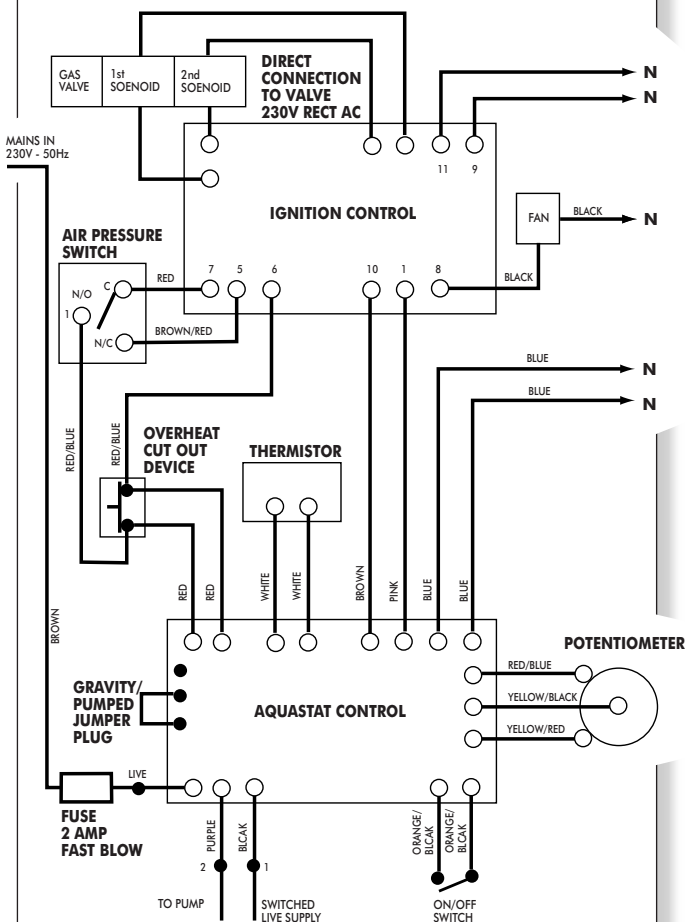 GAS
VALVE
1st
SOENOID
2nd
SOENOID
DIRECT
CONNECTION
TO VALVE
230V RECT AC
N
N
MAINS IN
230V - 50Hz
11
9
IGNITION CONTROL
FAN
BLACK
N
AIR PRESSURE
SWITCH
N/O
C
1
N/C
RED
BROWN/RED
7
5
6
10
1
8
BLACK
BLUE
N
BLUE
N
RED/BLUE
RED/BLUE
OVERHEAT
CUT OUT
DEVICE
THERMISTOR
BROWN
RED
RED
WHITE
WHITE
BROWN
PINK
BLUE
BLUE
POTENTIOMETER
RED/BLUE
YELLOW/BLACK
YELLOW/RED
GRAVITY/
PUMPED
JUMPER
PLUG
AQUASTAT CONTROL
LIVE
FUSE
2 AMP
FAST BLOW
PURPLE
BLCAK
ORANGE/
BLCAK
ORANGE/
BLCAK
2
1
TO PUMP
SWITCHED
LIVE SUPPLY
ON/OFF
SWITCH